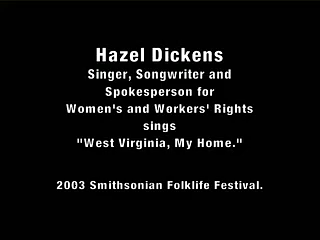 Hazel Dickens
Singer, Songwriter and
Spokesperson for
Women's and Workers' Rights
sings
"West Virginia, My Home."
2003 Smithsonian Folklife Festival.